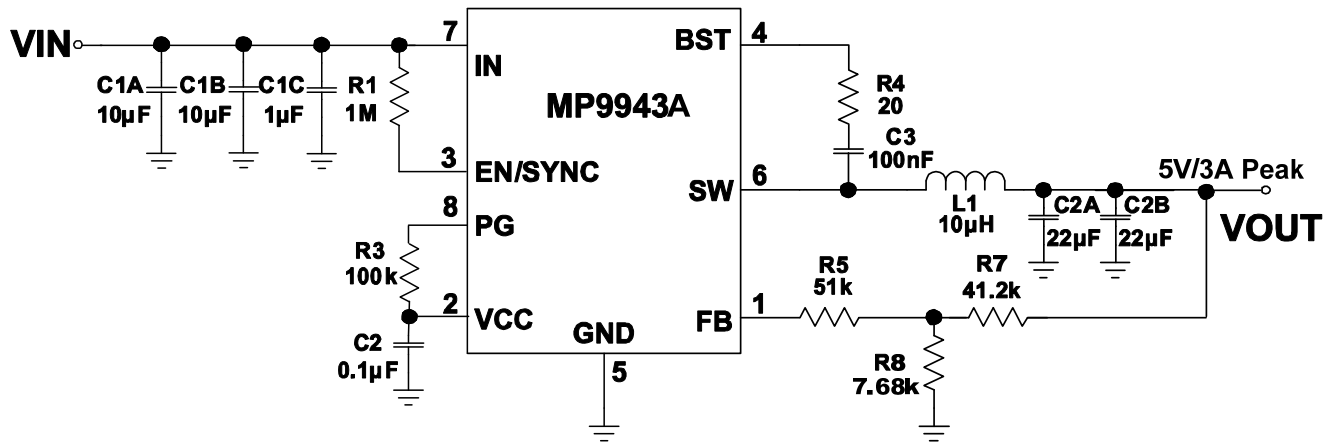 VIN
C1A
10µF
C1B
10µF
C1C
1µF
R1
1M
7
IN
3
EN/SYNC
8
PG
R3
100k
2
VCC
C2
0.1µF
MP9943A
GND
5
BST
4
R4
20
C3
100nF
SW
6
L1
10µH
C2A
22µF
C2B
22µF
5V/3A Peak
VOUT
FB
1
R5
51k
R7
41.2k
R8
7.68k